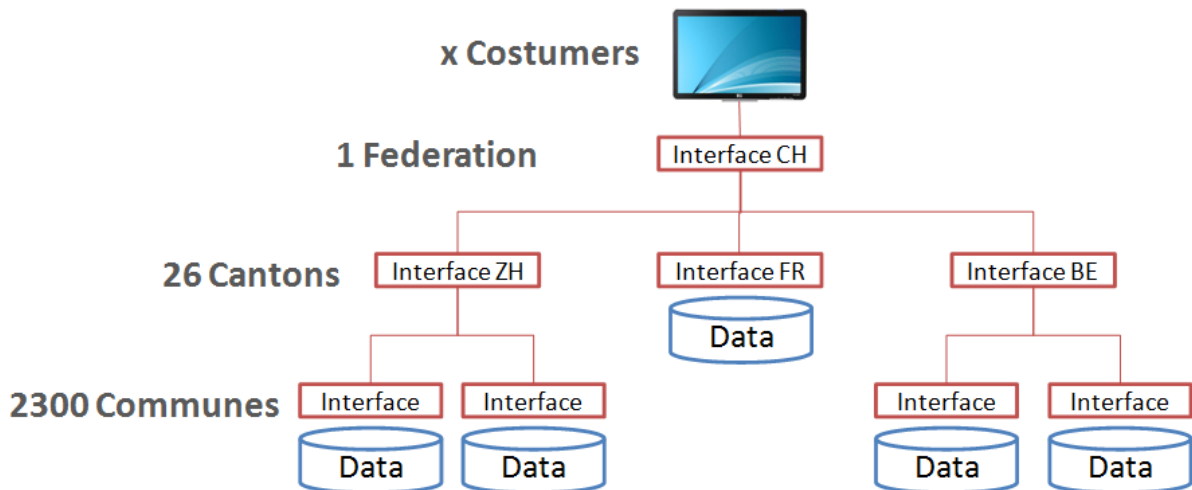 x Costumers
1 Federation
Interface CH
26 Cantons
Interface ZH
Interface FR
Interface BE
Data
2300 Communes
Interface
Interface
Interface
Interface
Data
Data
Data
Data